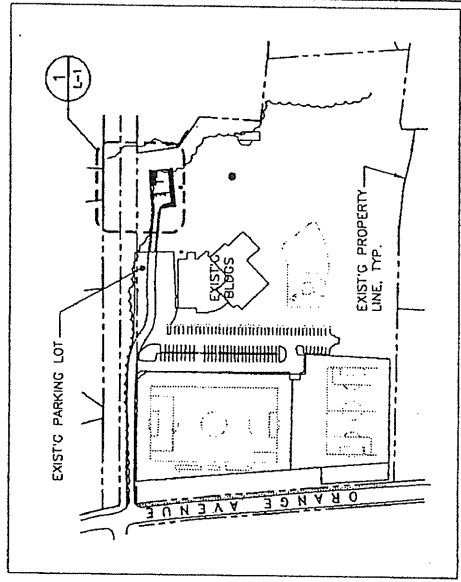 1
L-1
EXIST'G PARKING LOT
EXIST'G
BLDGS
EXIST'G PROPERTY
LINE, TYP.
ORANGE AVENUE